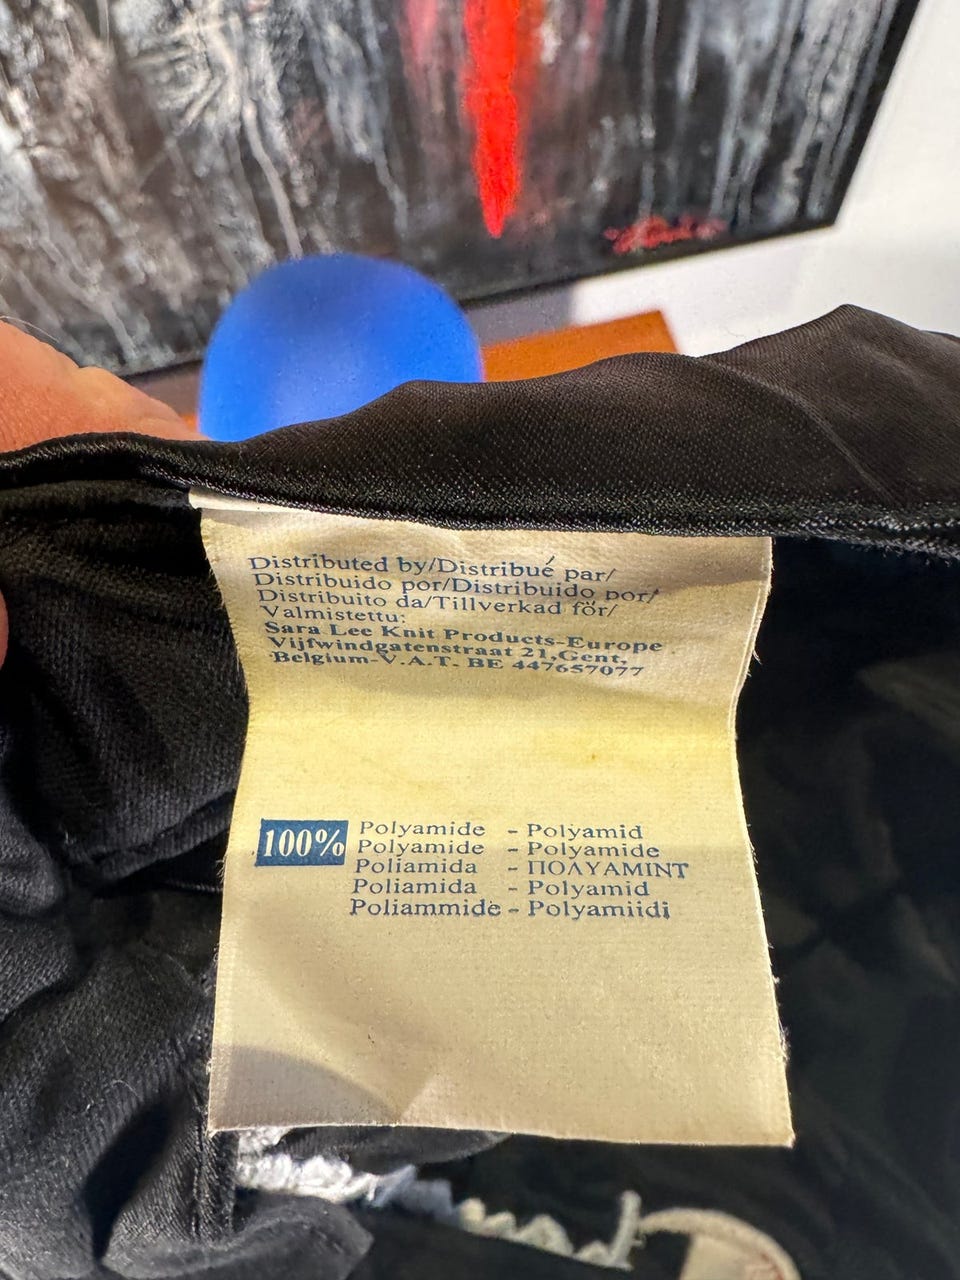 Distributed by/Distribué par/
Distribuido por/Distribuido por/
Distribuito da/Tillverkad för/
Valmistettu:
Sara Lee Knit Products-Europe
Vijfwindgatenstraat 21,Gent,
Belgium-V.A.T. BE 447657077
100%
Polyamide - Polyamid
Polyamide - Polyamide
Poliamida - ΠΟΛΥΑΜΙΝΤ
Poliamida - Polyamid
Poliammide - Polyamiidi